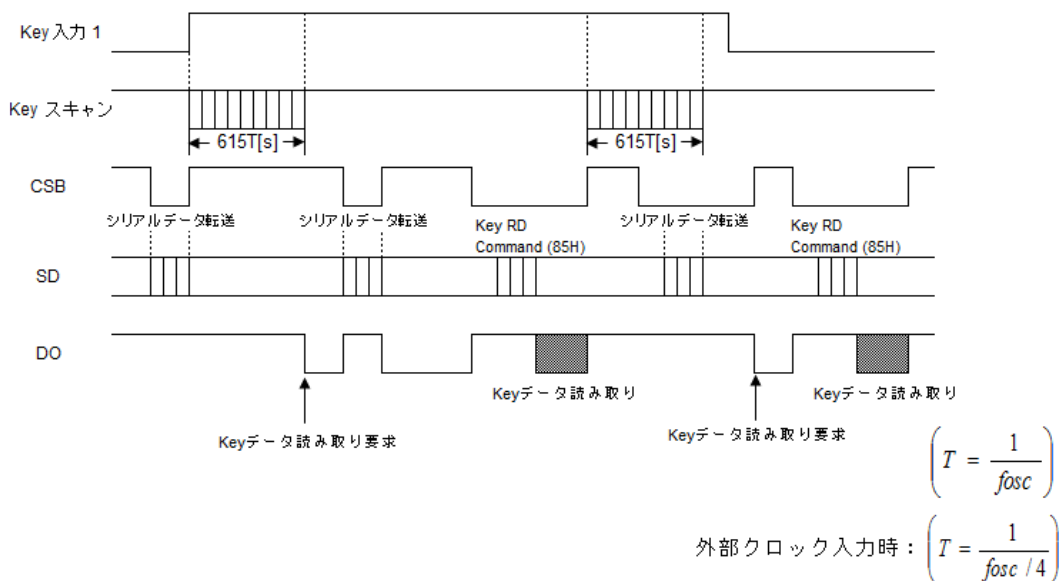 Key 入力 1
Key スキャン
615T[s]
615T[s]
CSB
シリアルデータ転送
シリアルデータ転送
Key RD
Command (85H)
シリアルデータ転送
Key RD
Command (85H)
SD
DO
Keyデータ読み取り
Keyデータ読み取り
Keyデータ読み取り要求
Keyデータ読み取り要求
(T = 1 / fosc)
外部クロック入力時 : (T = 1 / (fosc / 4))